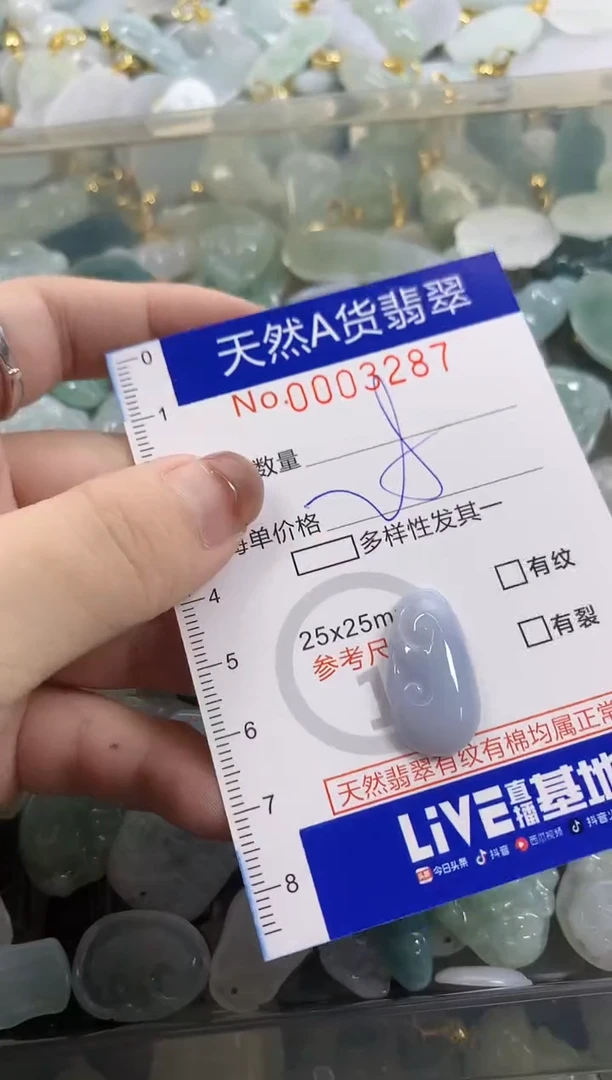 0
天然A货翡翠
No.0003287
1
数量
每单价格
多样性发其一
4
有纹
25x25m
5
参考尺
有裂
6
天然翡翠有纹有棉均属正常
7
LiVE直播基地
8
今日头条 抖音 西瓜视频 抖音